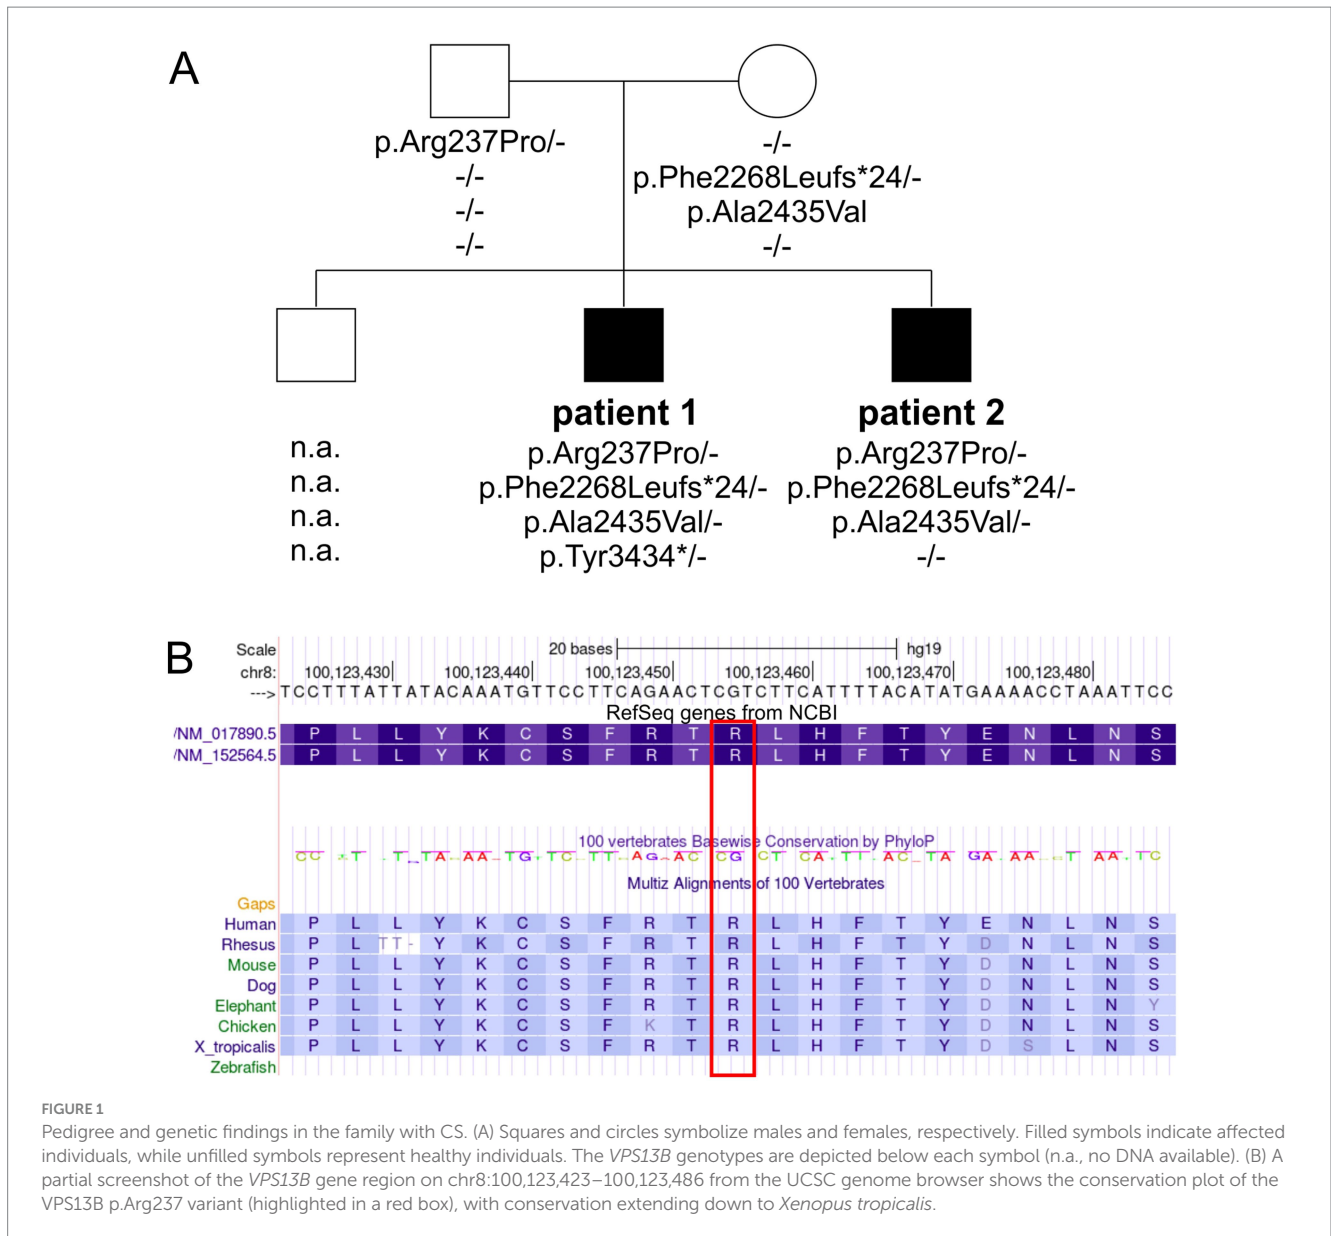 A
p.Arg237Pro/-
-/-
-/-
-/-
-/-
p.Phe2268Leufs*24/-
p.Ala2435Val
-/-
patient 1
patient 2
n.a.
n.a.
n.a.
n.a.
p.Arg237Pro/-
p.Phe2268Leufs*24/-
p.Ala2435Val/-
p.Tyr3434*/-
p.Arg237Pro/-
p.Phe2268Leufs*24/-
p.Ala2435Val/-
-/-
B
Scale 20 bases hg19
chr8: 100,123,430 100,123,440 100,123,450 100,123,460 100,123,470 100,123,480
---> TCCTTTATTATACAAATGTTCCTTCAGAACTCGTCTTCATTTTACATATGAAAACCTAAATTCC
RefSeq genes from NCBI
/NM_017890.5 P L L Y K C S F R T R L H F T Y E N L N S
/NM_152564.5 P L L Y K C S F R T R L H F T Y E N L N S
100 vertebrates Basewise Conservation by PhyloP
Multiz Alignments of 100 Vertebrates
Gaps
Human P L L Y K C S F R T R L H F T Y E N L N S
Rhesus P L TT- Y K C S F R T R L H F T Y D N L N S
Mouse P L L Y K C S F R T R L H F T Y D N L N S
Dog P L L Y K C S F R T R L H F T Y D N L N S
Elephant P L L Y K C S F R T R L H F T Y D N L N Y
Chicken P L L Y K C S F K T R L H F T Y D N L N S
X_tropicalis P L L Y K C S F R T R L H F T Y D S L N S
Zebrafish
FIGURE 1
Pedigree and genetic findings in the family with CS. (A) Squares and circles symbolize males and females, respectively. Filled symbols indicate affected
individuals, while unfilled symbols represent healthy individuals. The VPS13B genotypes are depicted below each symbol (n.a., no DNA available). (B) A
partial screenshot of the VPS13B gene region on chr8:100,123,423–100,123,486 from the UCSC genome browser shows the conservation plot of the
VPS13B p.Arg237 variant (highlighted in a red box), with conservation extending down to Xenopus tropicalis.